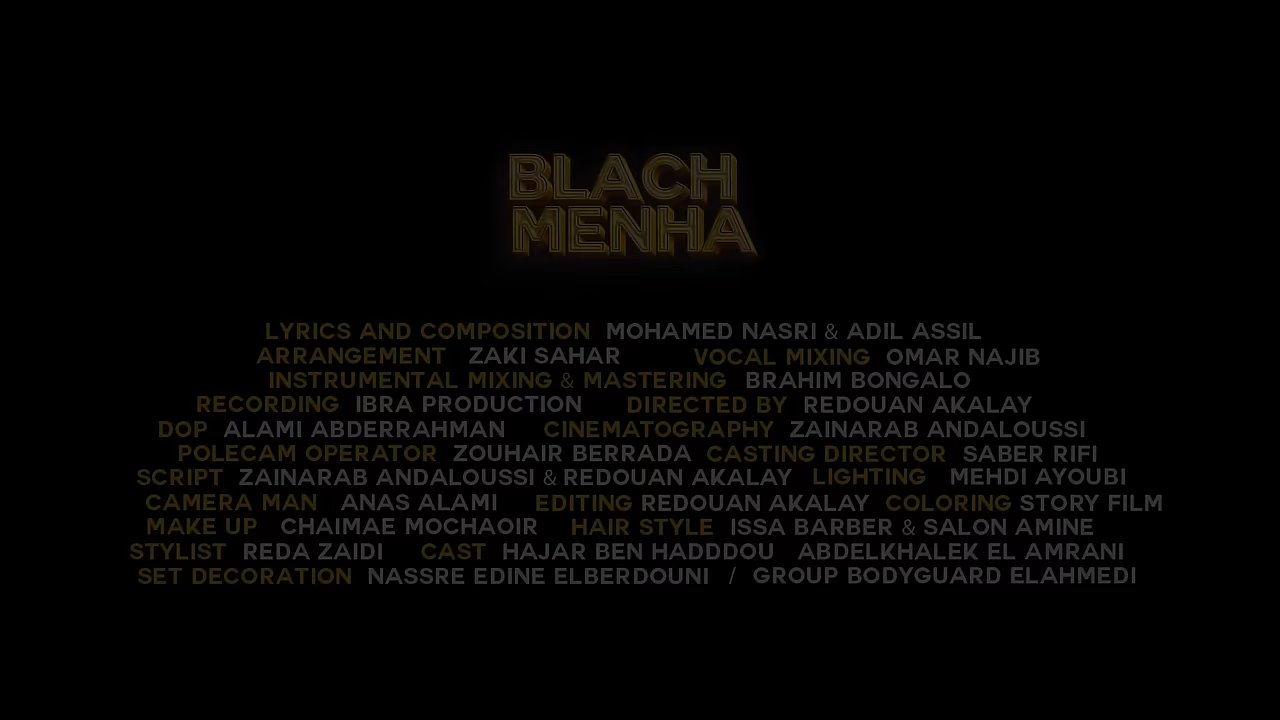 BLACH
MENHA
LYRICS AND COMPOSITION MOHAMED NASRI & ADIL ASSIL
ARRANGEMENT ZAKI SAHAR VOCAL MIXING OMAR NAJIB
INSTRUMENTAL MIXING & MASTERING BRAHIM BONGALO
RECORDING IBRA PRODUCTION DIRECTED BY REDOUAN AKALAY
DOP ALAMI ABDERRAHMAN CINEMATOGRAPHY ZAINARAB ANDALOUSSI
POLECAM OPERATOR ZOUHAIR BERRADA CASTING DIRECTOR SABER RIFI
SCRIPT ZAINARAB ANDALOUSSI & REDOUAN AKALAY LIGHTING MEHDI AYOUBI
CAMERA MAN ANAS ALAMI EDITING REDOUAN AKALAY COLORING STORY FILM
MAKE UP CHAIMAE MOCHAOIR HAIR STYLE ISSA BARBER & SALON AMINE
STYLIST REDA ZAIDI CAST HAJAR BEN HADDDOU ABDELKHALEK EL AMRANI
SET DECORATION NASSRE EDINE ELBERDOUNI / GROUP BODYGUARD ELAHMEDI